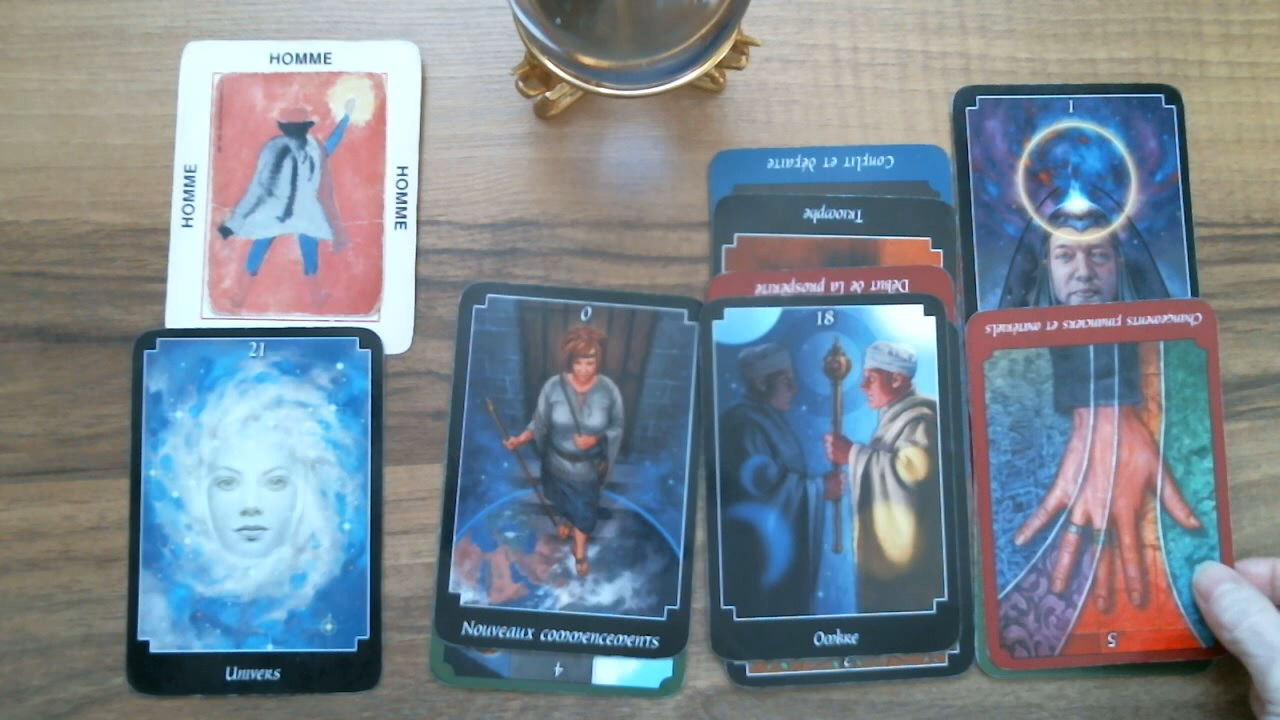 HOMME
HOMME
HOMME
21
Univers
0
Nouveaux commencements
4
Conflit et défaite
Triomphe
Début de la prospérité
18
Ombre
1
Changements financiers et matériels
5